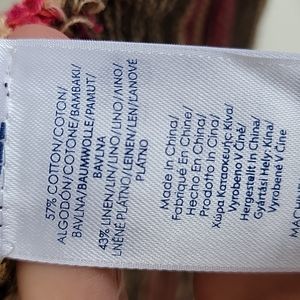 57% COTTON/COTON/
ALGODÓN/COTONE/BAMBAKI/
BAVLNA/BAUMWOLLE/PAMUT/
BAVLNA
43% LINEN/LIN/LINO/LINO/ΛΙΝΟ/
LNĚNÉ PLÁTNO/LEINEN/LEN/ĽANOVÉ
PLÁTNO
Made In China/
Fabriqué En Chine/
Hecho En China/
Prodotto In Cina/
Χώρα Κατασκευής Κίνα/
Vyrobeno V Číně/
Hergestellt In China/
Gyártási Hely: Kína/
Vyrobené V Číne
MACHIN